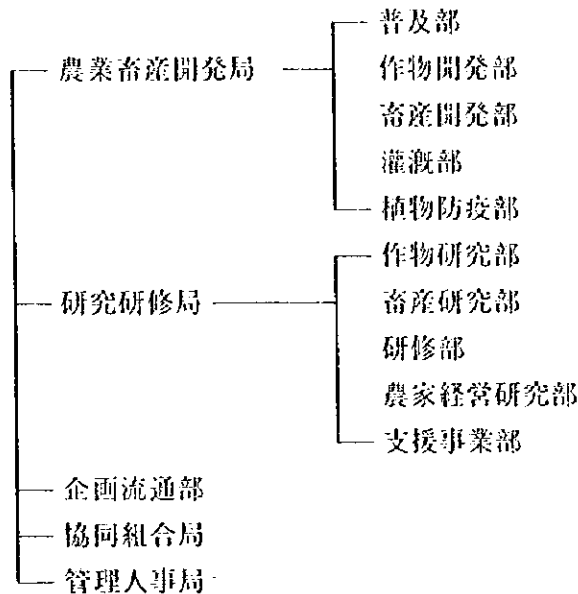 普及部
農業畜産開発局
作物開発部
畜産開発部
灌漑部
植物防疫部
作物研究部
研究研修局
畜産研究部
研修部
農家経営研究部
支援事業部
企画流通部
協同組合局
管理人事局